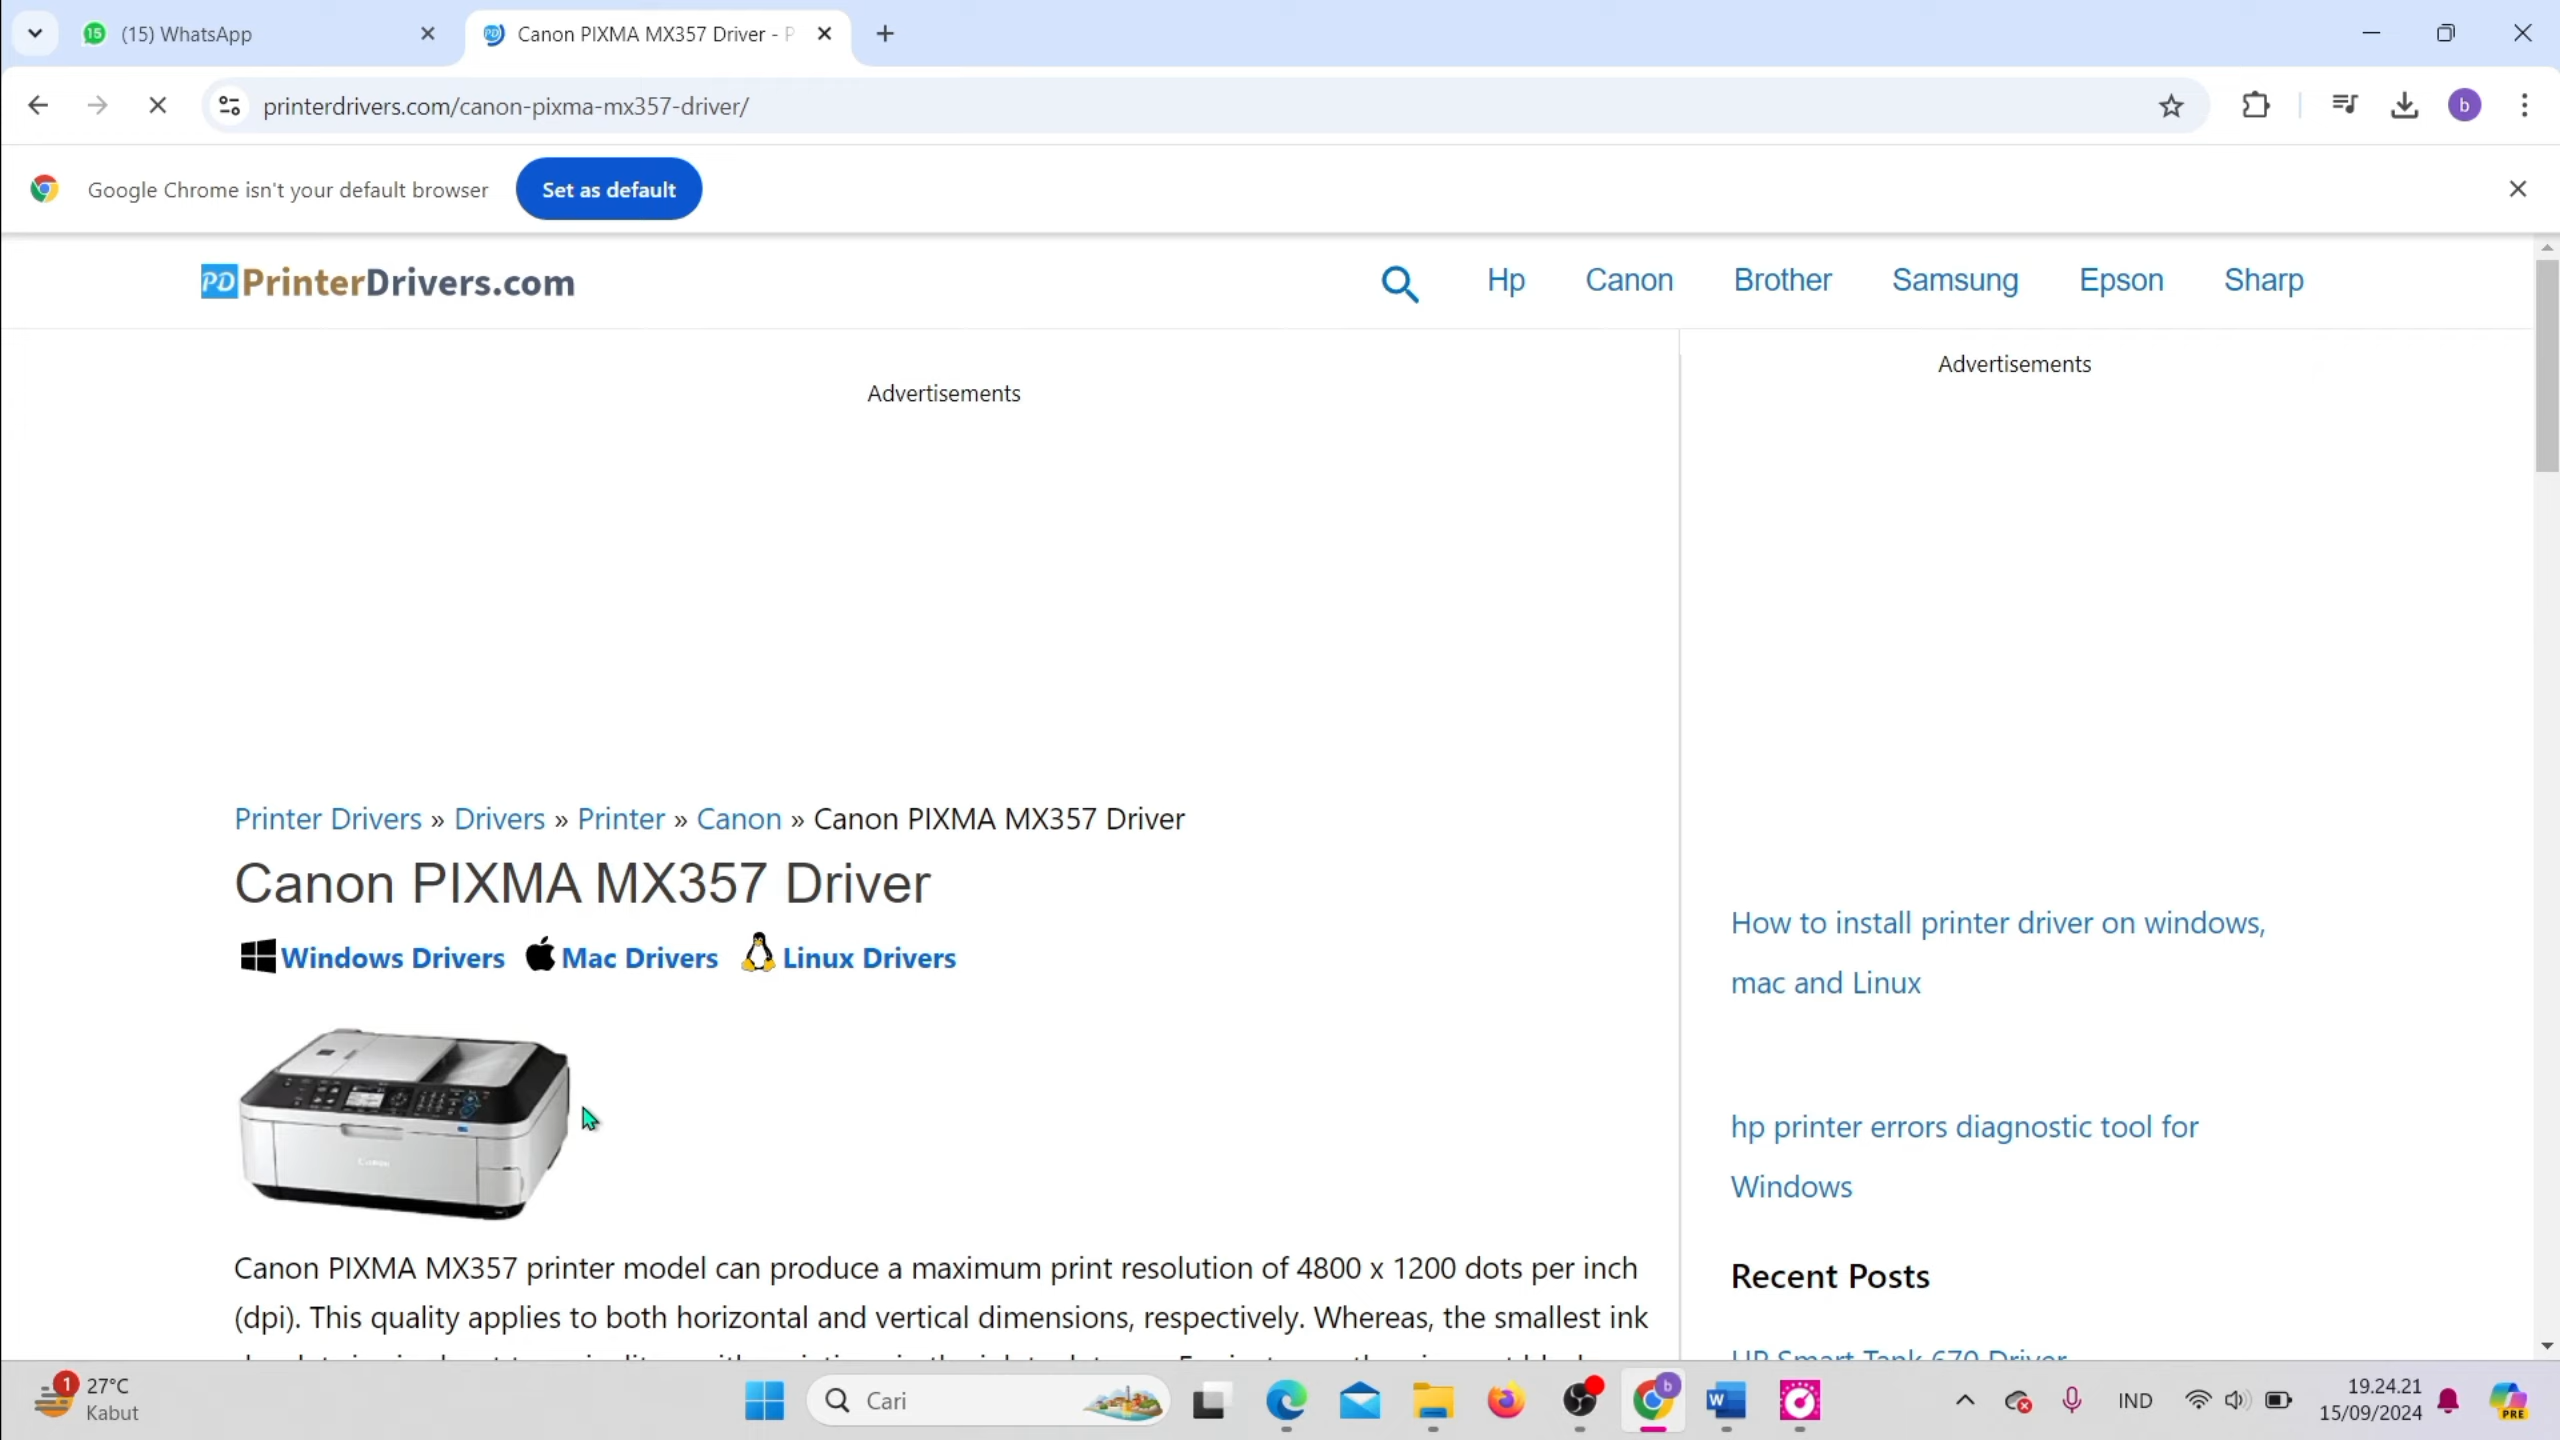 (15) WhatsApp
Canon PIXMA MX357 Driver - P
printerdrivers.com/canon-pixma-mx357-driver/
b
Google Chrome isn't your default browser
Set as default
PD PrinterDrivers.com
Hp
Canon
Brother
Samsung
Epson
Sharp
Advertisements
Advertisements
Printer Drivers » Drivers » Printer » Canon » Canon PIXMA MX357 Driver
Canon PIXMA MX357 Driver
Windows Drivers Mac Drivers Linux Drivers
Canon
Canon PIXMA MX357 printer model can produce a maximum print resolution of 4800 x 1200 dots per inch
(dpi). This quality applies to both horizontal and vertical dimensions, respectively. Whereas, the smallest ink
How to install printer driver on windows,
mac and Linux
hp printer errors diagnostic tool for
Windows
Recent Posts
HP Smart Tank 670 Driver
1
27°C
Kabut
Cari
b
IND
19.24.21
15/09/2024
PRE